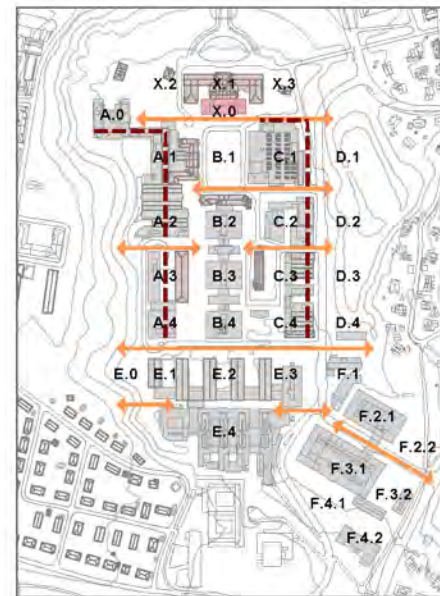 X.2 X.1 X.3
X.0
A.0
A.1 B.1 C.1 D.1
A.2 B.2 C.2 D.2
A.3 B.3 C.3 D.3
A.4 B.4 C.4 D.4
E.0 E.1 E.2 E.3 F.1
F.2.1
E.4
F.2.2
F.3.1
F.4.1 F.3.2
F.4.2